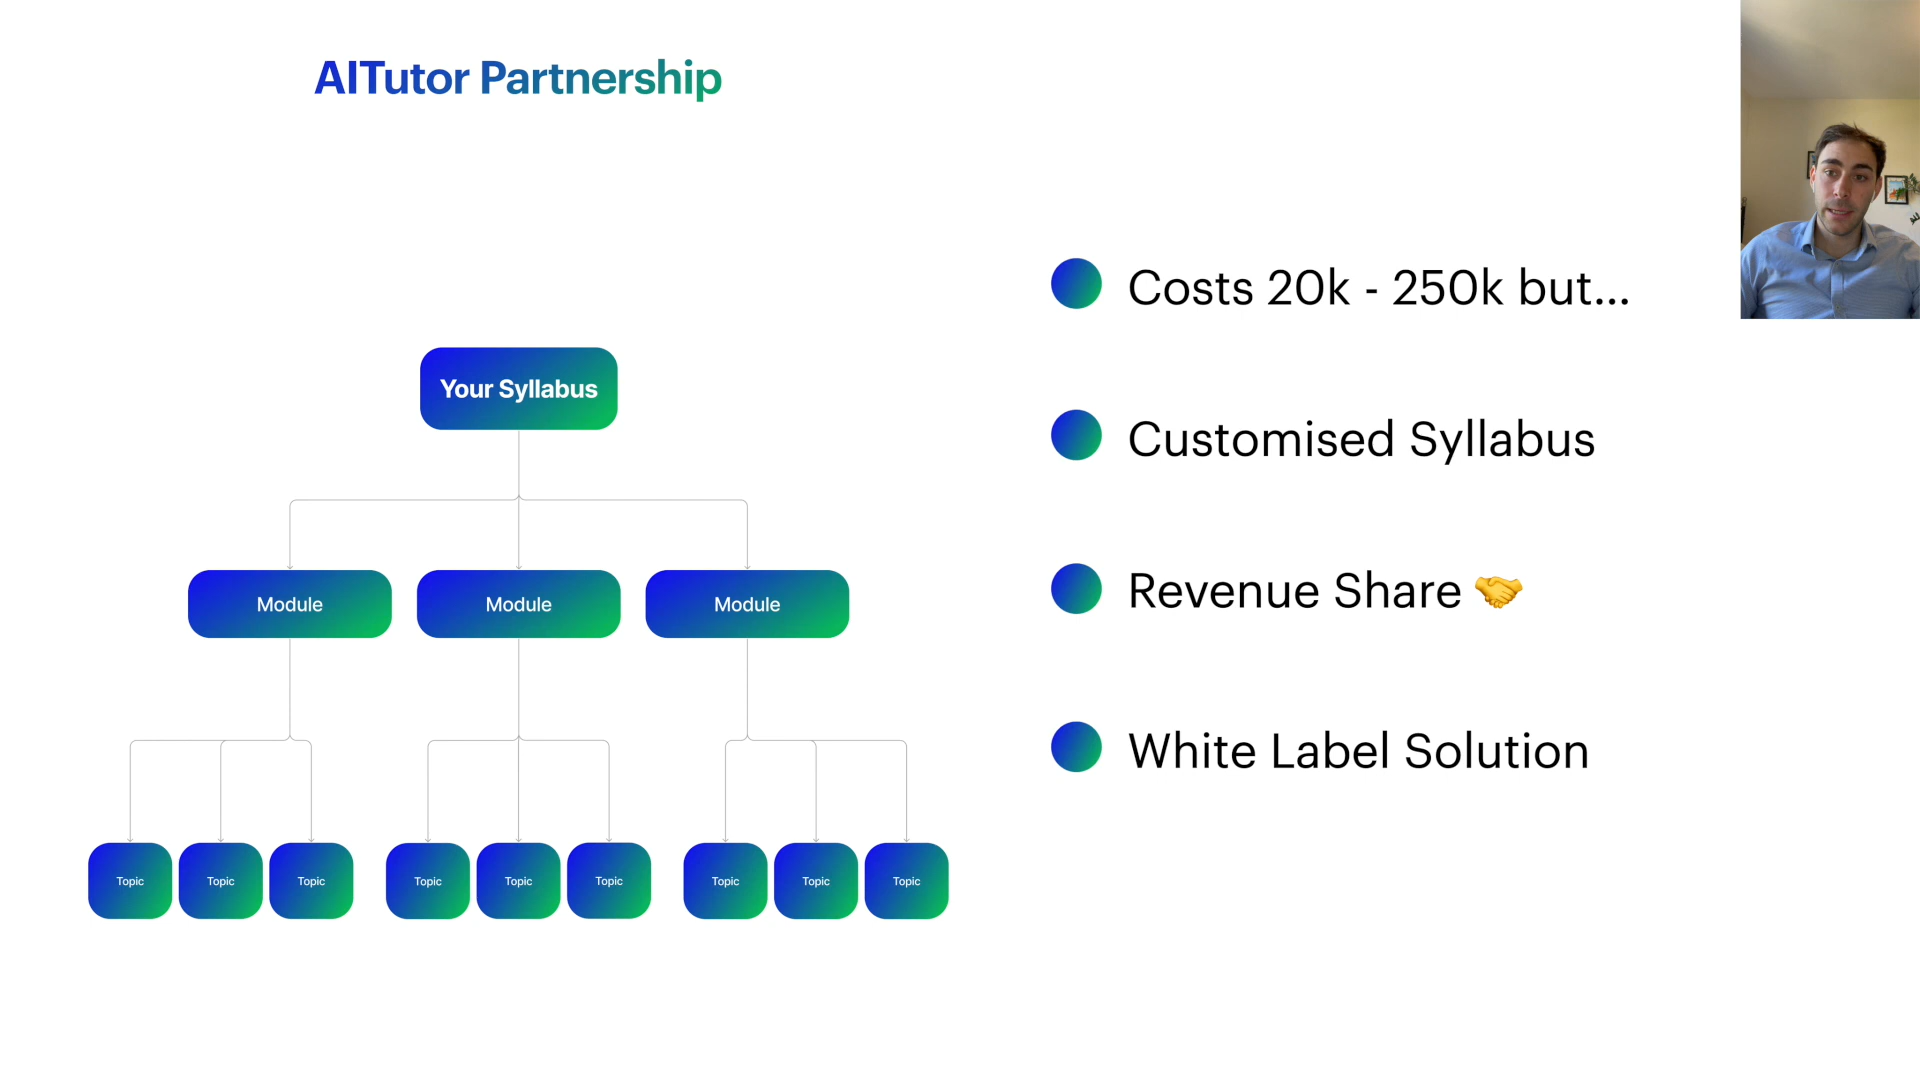 AITutor Partnership
Costs 20k - 250k but...
Customised Syllabus
Revenue Share 🤝
White Label Solution
Your Syllabus
Module Module Module
Topic Topic Topic Topic Topic Topic Topic Topic Topic